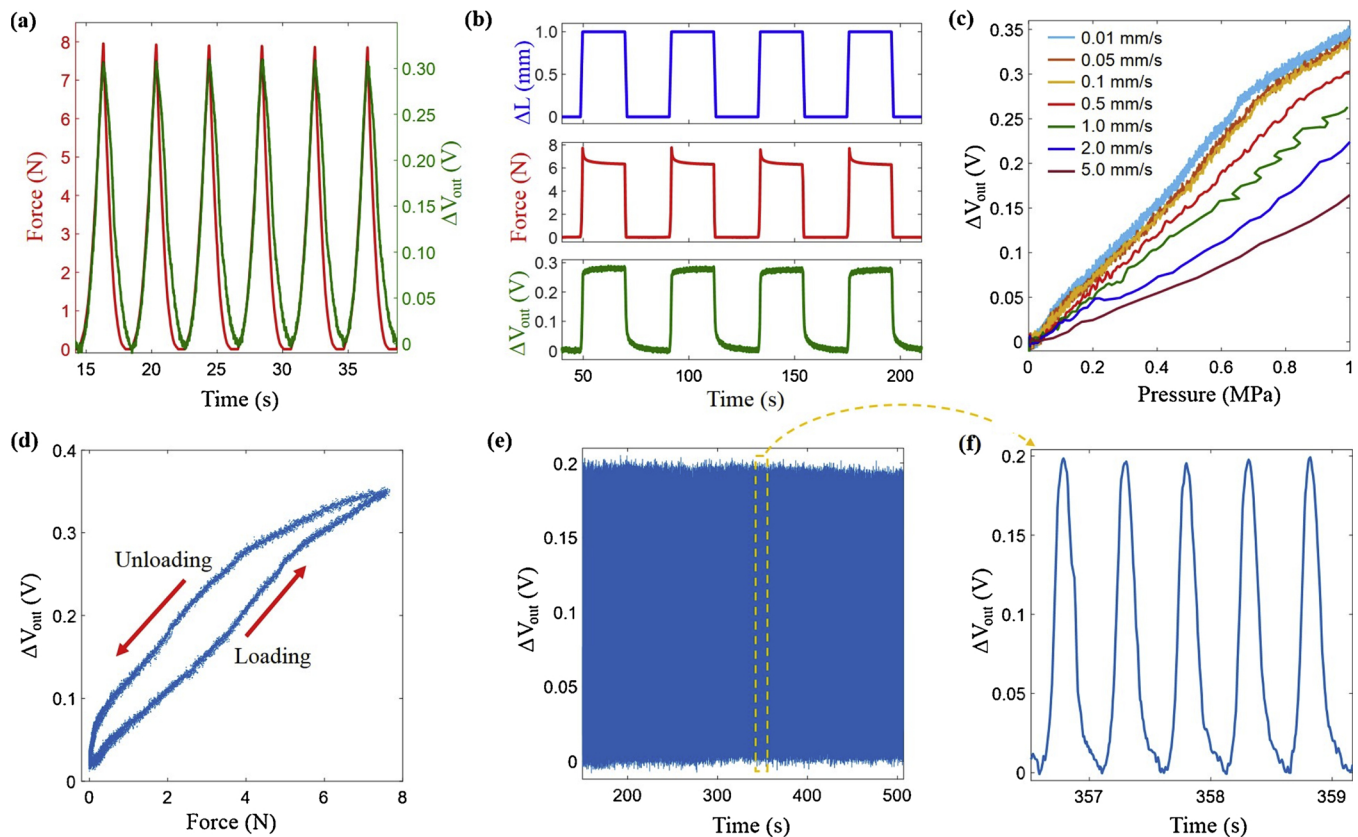 (a)
Force (N)
8
7
6
5
4
3
2
1
0
0.30
0.25
0.20
0.15
0.10
0.05
0
ΔVout (V)
15 20 25 30 35
Time (s)
(b)
ΔL (mm)
1.0
0.5
0
Force (N)
8
6
4
2
0
ΔVout (V)
0.3
0.2
0.1
0
50 100 150 200
Time (s)
(c)
ΔVout (V)
0.35
0.3
0.25
0.2
0.15
0.1
0.05
0
0.01 mm/s
0.05 mm/s
0.1 mm/s
0.5 mm/s
1.0 mm/s
2.0 mm/s
5.0 mm/s
0 0.2 0.4 0.6 0.8 1
Pressure (MPa)
(d)
ΔVout (V)
0.4
0.3
0.2
0.1
0
Unloading
Loading
0 2 4 6 8
Force (N)
(e)
ΔVout (V)
0.2
0.15
0.1
0.05
0
200 300 400 500
Time (s)
(f)
ΔVout (V)
0.2
0.15
0.1
0.05
0
357 358 359
Time (s)